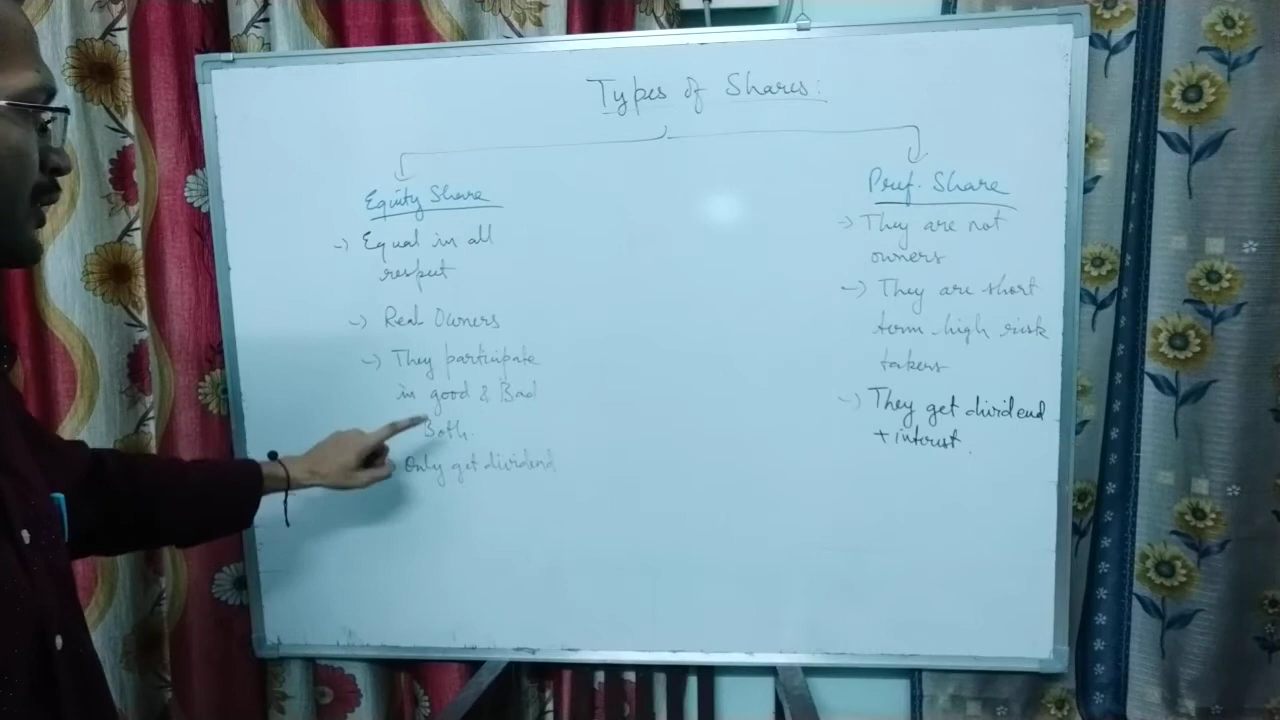 Types of Shares:
Equity Share
-) Equal in all
respect
-) Real Owners
-) They participate
in good & Bad
Both.
Only get dividend
Pref. Share
-) They are not
owners
-) They are short
term high risk
takers
-) They get dividend
+ interest.